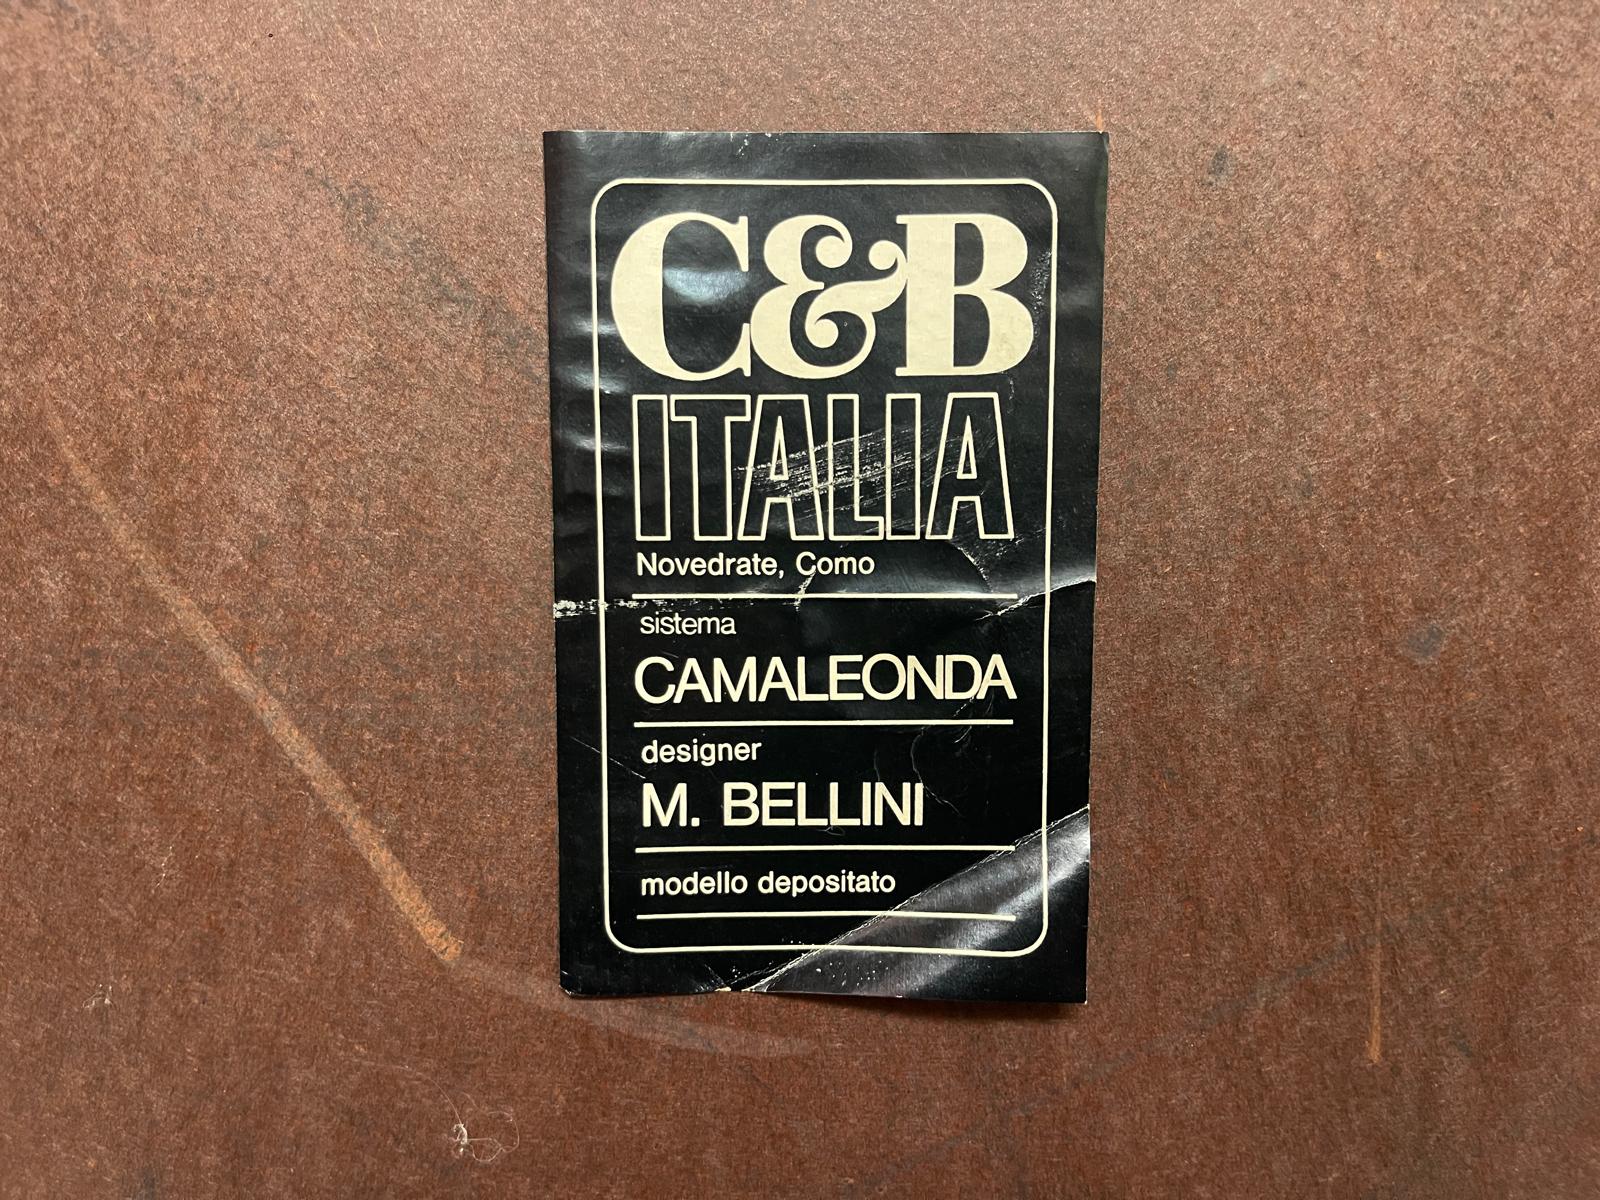 C&B
ITALIA
Novedrate, Como
sistema
CAMALEONDA
designer
M. BELLINI
modello depositato